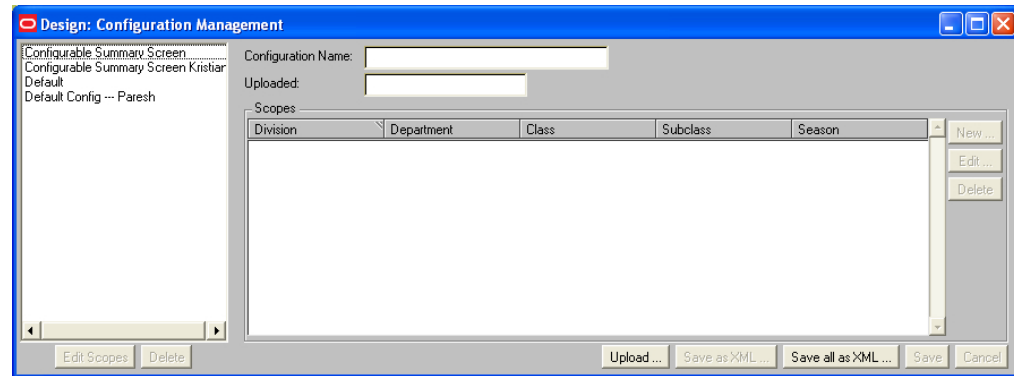 Design: Configuration Management
Configurable Summary Screen
Configurable Summary Screen Kristian
Default
Default Config --- Paresh
Configuration Name:
Uploaded:
Scopes
Division Department Class Subclass Season
New ...
Edit ...
Delete
Edit Scopes Delete Upload ... Save as XML ... Save all as XML ... Save Cancel